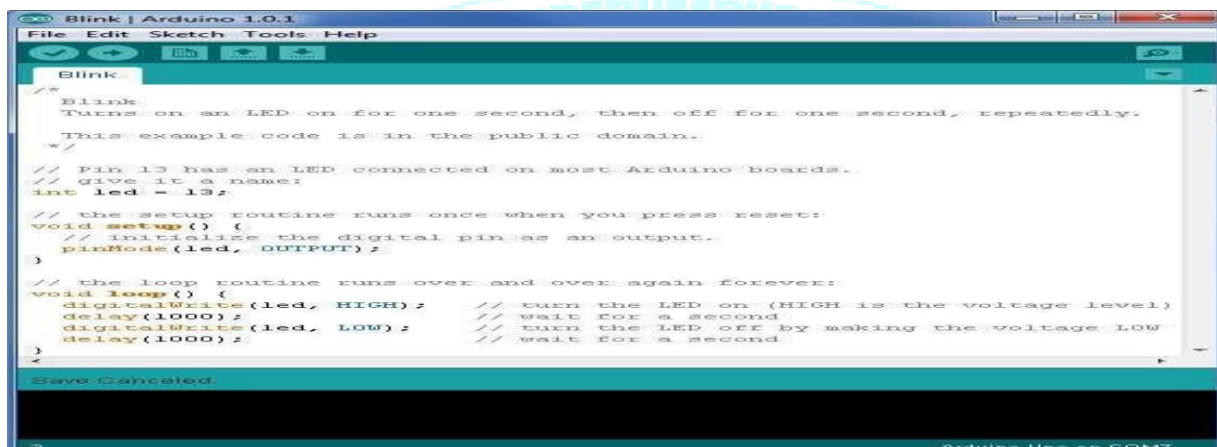 Blink | Arduino 1.0.1
File Edit Sketch Tools Help
Blink
/*
Blink
Turns on an LED on for one second, then off for one second, repeatedly.
This example code is in the public domain.
*/
// Pin 13 has an LED connected on most Arduino boards.
// give it a name:
int led = 13;
// the setup routine runs once when you press reset:
void setup() {
// initialize the digital pin as an output.
pinMode(led, OUTPUT);
}
// the loop routine runs over and over again forever:
void loop() {
digitalWrite(led, HIGH); // turn the LED on (HIGH is the voltage level)
delay(1000); // wait for a second
digitalWrite(led, LOW); // turn the LED off by making the voltage LOW
delay(1000); // wait for a second
}
Save Canceled.
Arduino Uno on